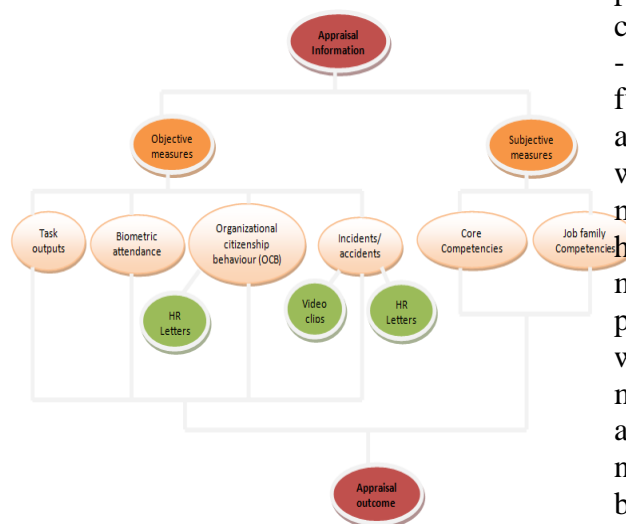 Appraisal
Information
Objective
measures
Subjective
measures
Task
outputs
Biometric
attendance
Organizational
citizenship
behaviour (OCB)
Incidents/
accidents
Core
Competencies
Job family
Competencies
HR
Letters
Video
clios
HR
Letters
Appraisal
outcome